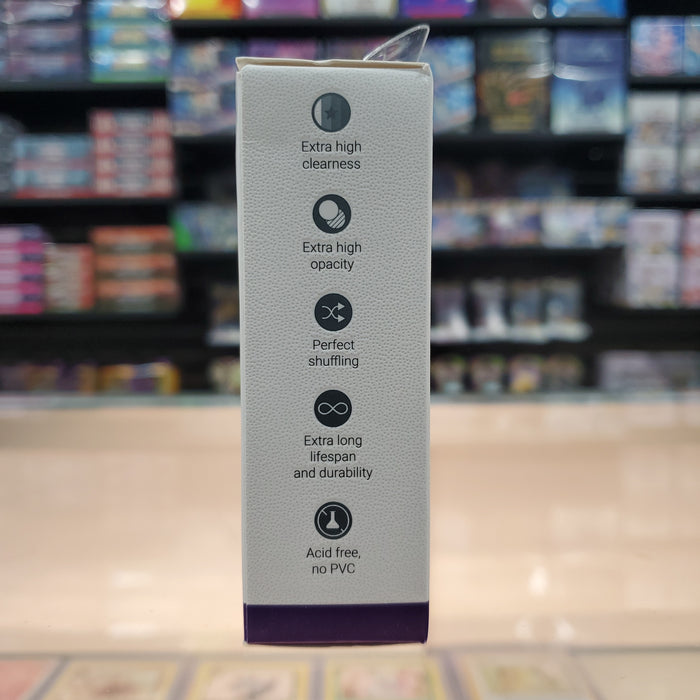 Extra high
clearness
Extra high
opacity
Perfect
shuffling
Extra long
lifespan
and durability
Acid free,
no PVC